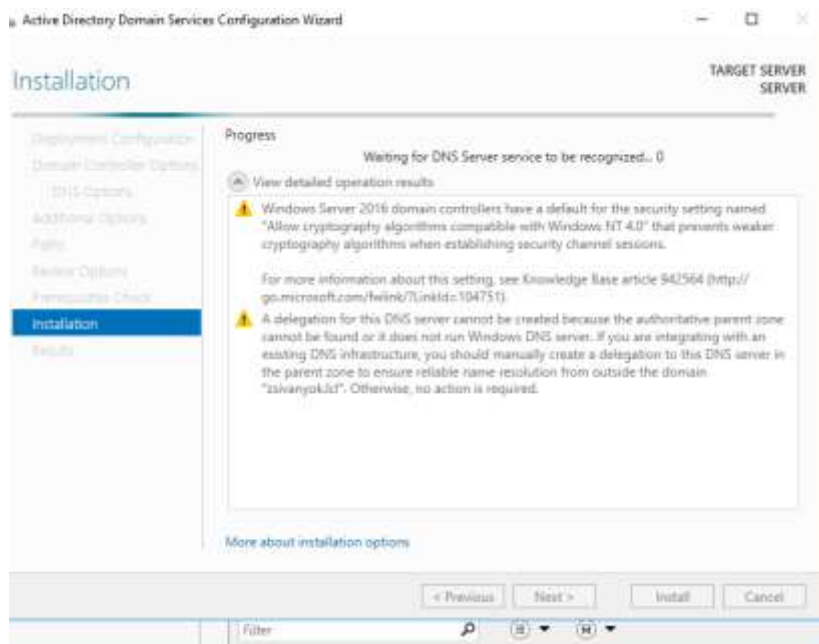 Active Directory Domain Services Configuration Wizard
Installation
TARGET SERVER
SERVER
Deployment Configuration
Domain Controller Options
DNS Options
Additional Options
Paths
Review Options
Prerequisites Check
Installation
Results
Progress
Waiting for DNS Server service to be recognized... 0
View detailed operation results
Windows Server 2016 domain controllers have a default for the security setting named
"Allow cryptography algorithms compatible with Windows NT 4.0" that prevents weaker
cryptography algorithms when establishing security channel sessions.
For more information about this setting, see Knowledge Base article 942564 (http://
go.microsoft.com/fwlink/?LinkId=104751).
A delegation for this DNS server cannot be created because the authoritative parent zone
cannot be found or it does not run Windows DNS server. If you are integrating with an
existing DNS infrastructure, you should manually create a delegation to this DNS server in
the parent zone to ensure reliable name resolution from outside the domain
"zsivanyok.lcl". Otherwise, no action is required.
More about installation options
< Previous
Next >
Install
Cancel
Filter